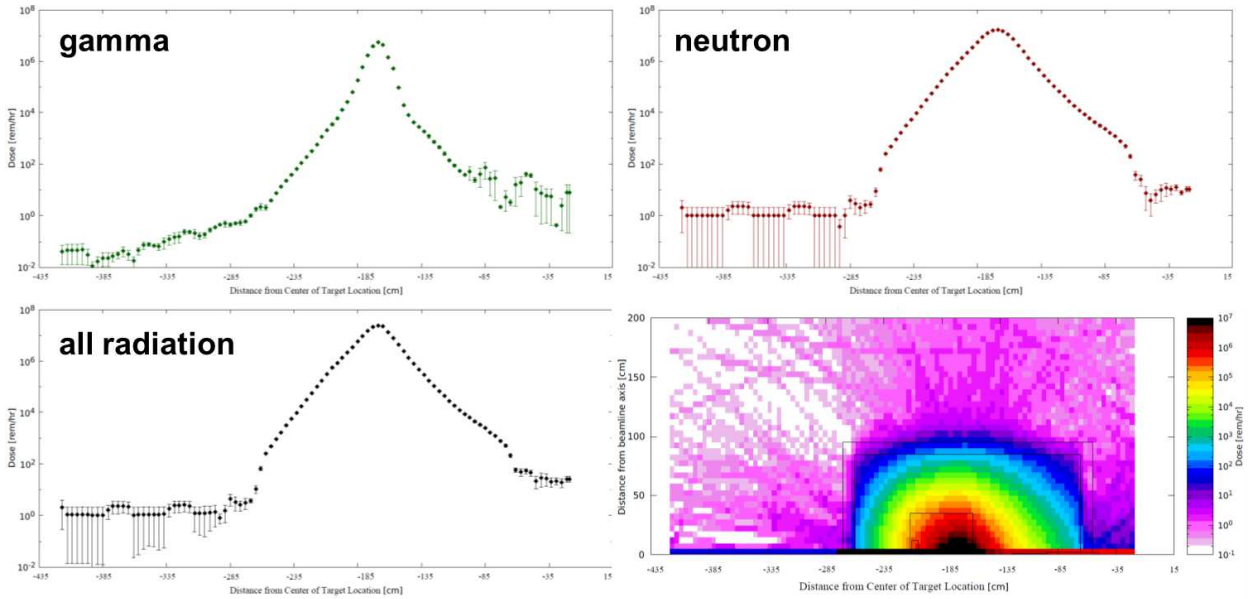 gamma
10^8
10^6
10^4
10^2
10^0
10^-2
Dose [rem/hr]
-435 -385 -335 -285 -235 -185 -135 -85 -35 15
Distance from Center of Target Location [cm]
neutron
10^8
10^6
10^4
10^2
10^0
10^-2
Dose [rem/hr]
-435 -385 -335 -285 -235 -185 -135 -85 -35 15
Distance from Center of Target Location [cm]
all radiation
10^8
10^6
10^4
10^2
10^0
10^-2
Dose [rem/hr]
-435 -385 -335 -285 -235 -185 -135 -85 -35 15
Distance from Center of Target Location [cm]
200
150
100
50
0
Distance from beamline axis [cm]
-435 -385 -335 -285 -235 -185 -135 -85 -35 15
Distance from Center of Target Location [cm]
10^7
10^6
10^5
10^4
10^3
10^2
10^1
10^0
10^-1
Dose [rem/hr]